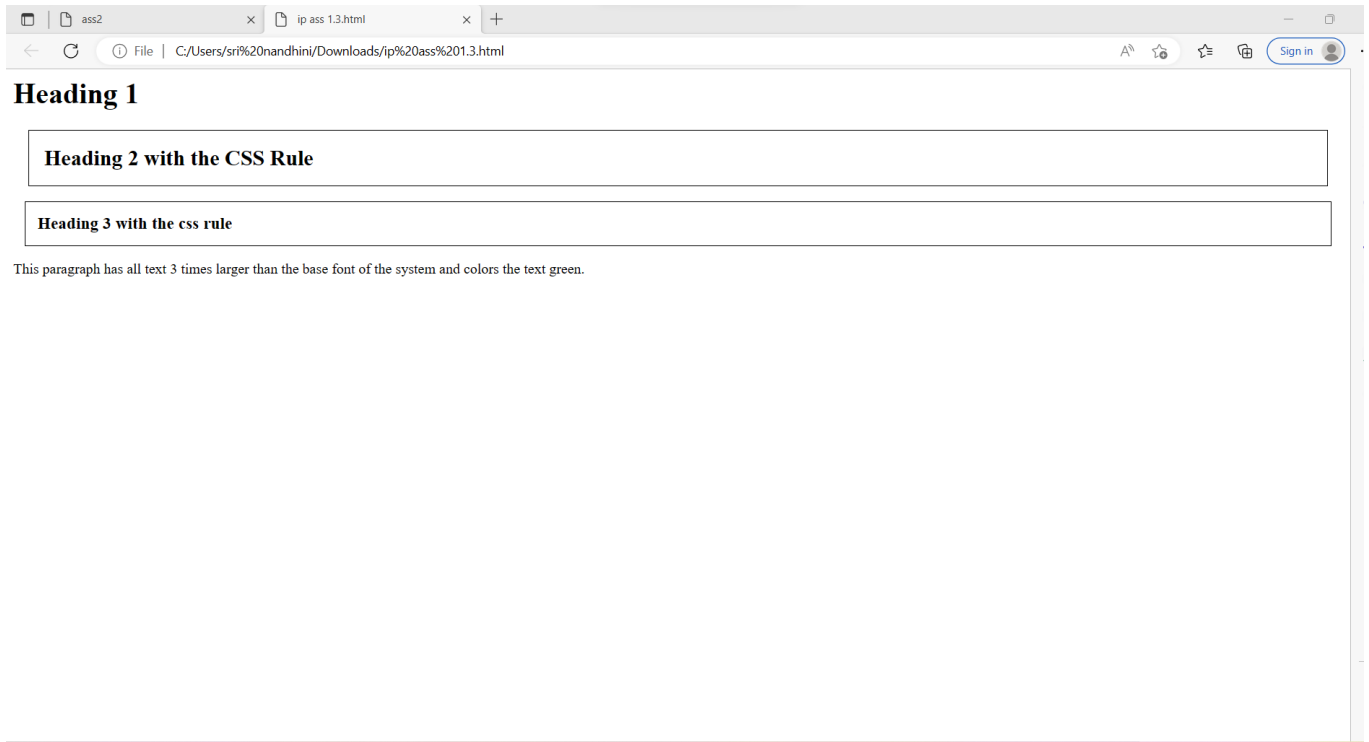 ass2
ip ass 1.3.html
File | C:/Users/sri%20nandhini/Downloads/ip%20ass%201.3.html
Sign in
Heading 1
Heading 2 with the CSS Rule
Heading 3 with the css rule
This paragraph has all text 3 times larger than the base font of the system and colors the text green.